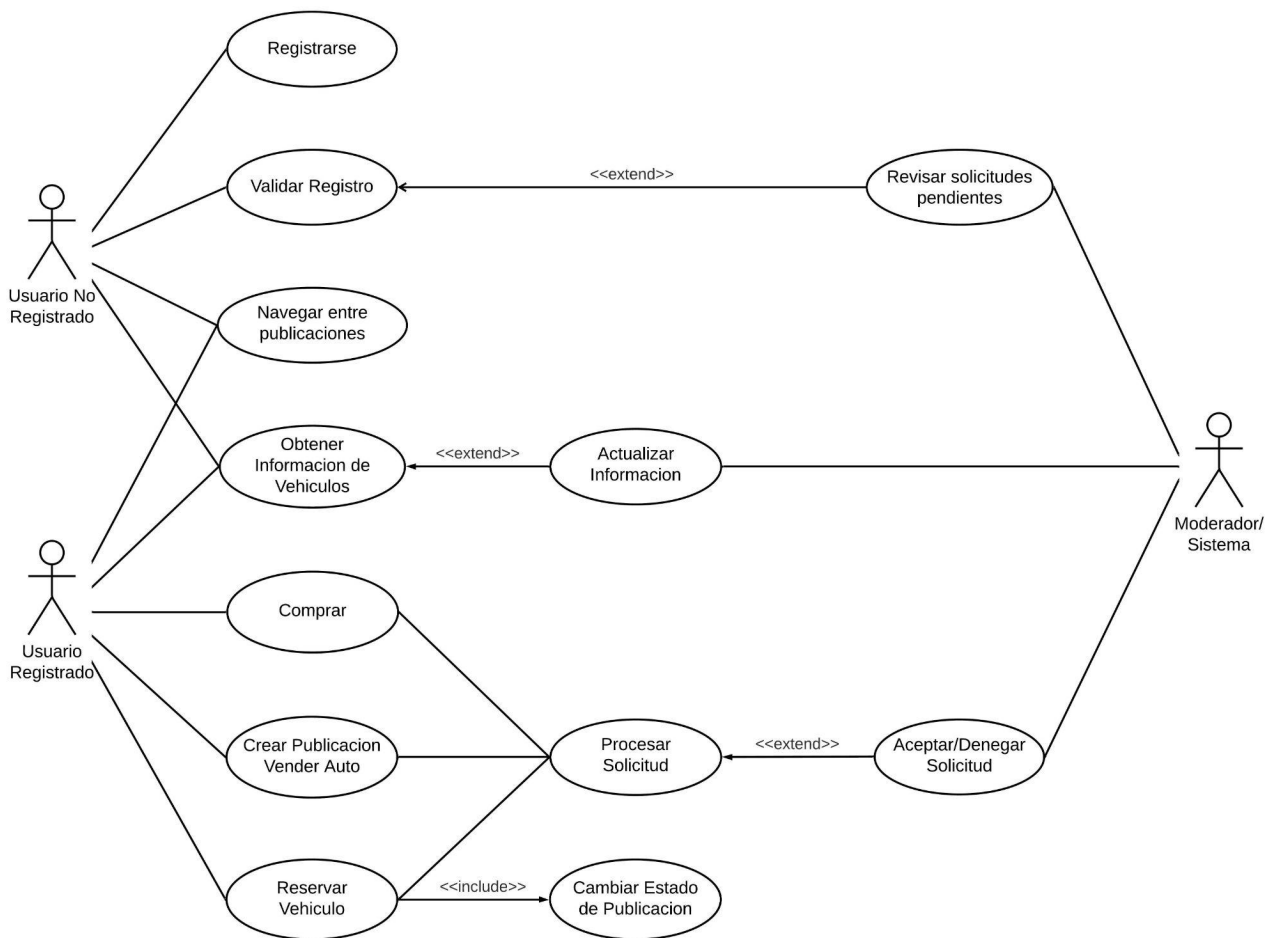 Registrarse
Validar Registro
<<extend>>
Revisar solicitudes
pendientes
Usuario No
Registrado
Navegar entre
publicaciones
Obtener
Informacion de
Vehiculos
<<extend>>
Actualizar
Informacion
Moderador/
Sistema
Usuario
Registrado
Comprar
Crear Publicacion
Vender Auto
Procesar
Solicitud
<<extend>>
Aceptar/Denegar
Solicitud
Reservar
Vehiculo
<<include>>
Cambiar Estado
de Publicacion